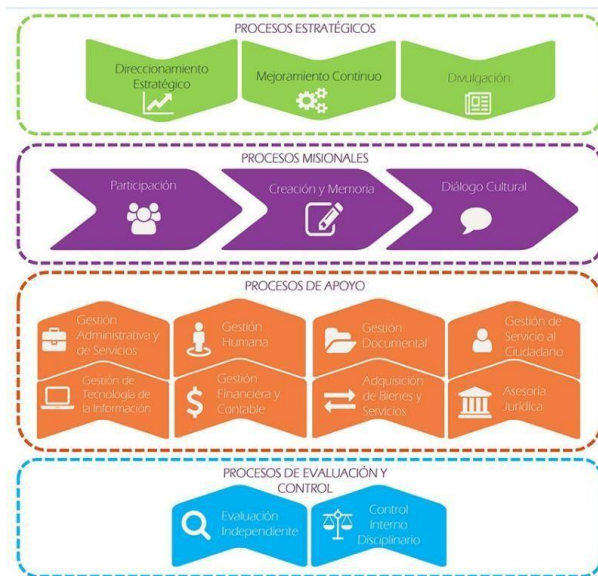 PROCESOS ESTRATÉGICOS
Direccionamiento
Estratégico
Mejoramiento Continuo
Divulgación
PROCESOS MISIONALES
Participación
Creación y Memoria
Diálogo Cultural
PROCESOS DE APOYO
Gestión
Administrativa y
de Servicios
Gestión
Humana
Gestión
Documental
Gestión de
Servicio al
Ciudadano
Gestión de
Tecnología de
la Información
Gestión
Financiera y
Contable
Adquisición
de Bienes y
Servicios
Asesoría
Jurídica
PROCESOS DE EVALUACIÓN Y
CONTROL
Evaluación
Independiente
Control
Interno
Disciplinario